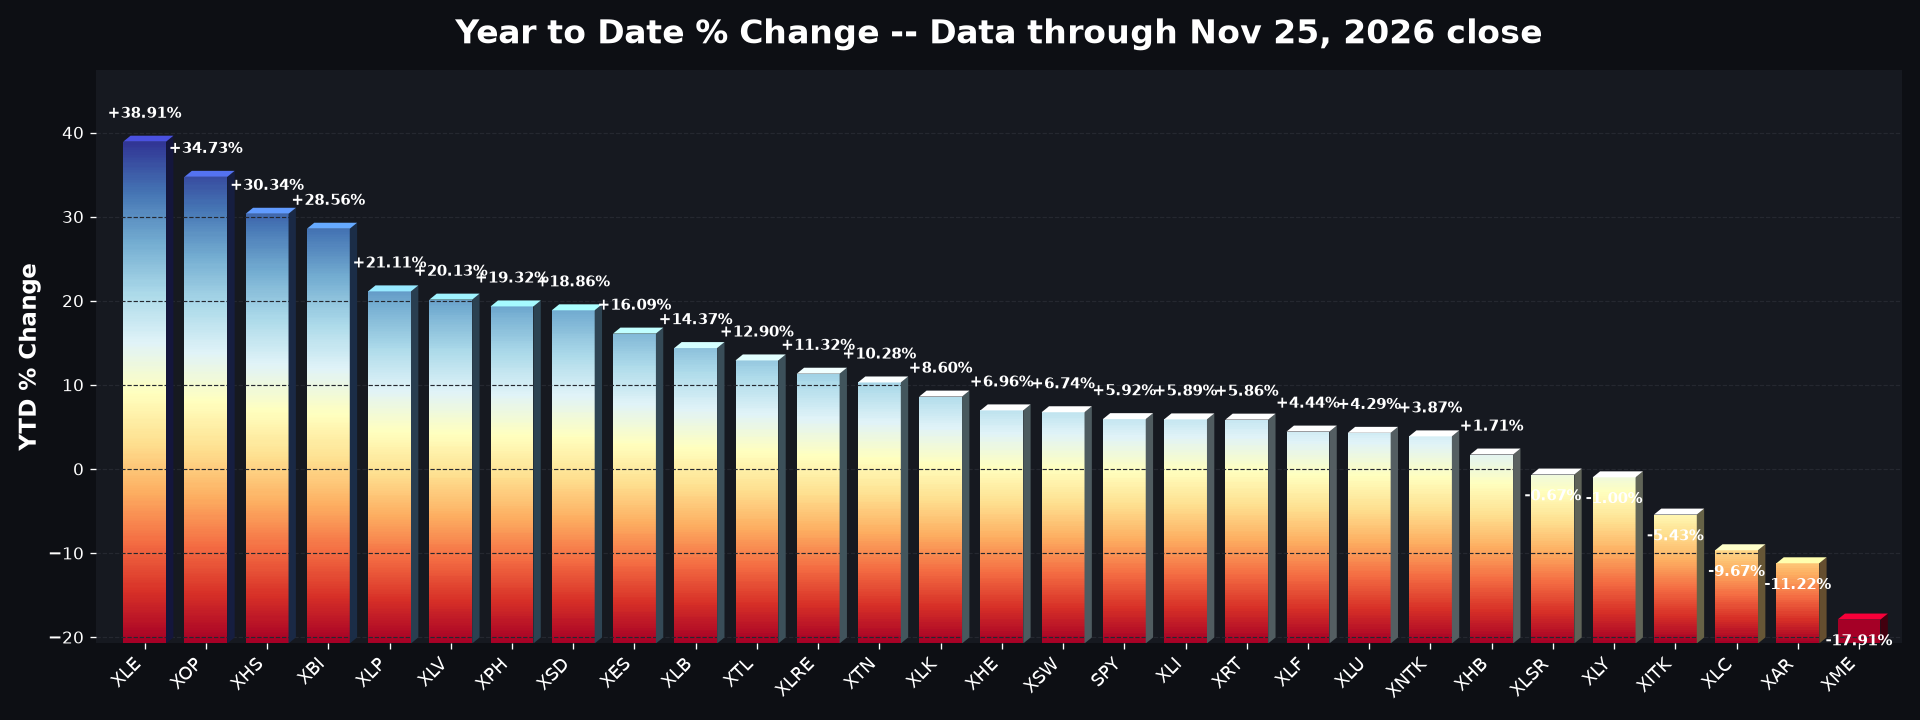 Year to Date % Change -- Data through Nov 25, 2026 close
YTD % Change
40
30
20
10
0
−10
−20
+38.91%
+34.73%
+30.34%
+28.56%
+21.11%
+20.13%
+19.32%
+18.86%
+16.09%
+14.37%
+12.90%
+11.32%
+10.28%
+8.60%
+6.96%
+6.74%
+5.92%
+5.89%
+5.86%
+4.44%
+4.29%
+3.87%
+1.71%
-0.67%
-1.00%
-5.43%
-9.67%
-11.22%
-17.91%
XLE
XOP
XHS
XBI
XLP
XLV
XPH
XSD
XES
XLB
XTL
XLRE
XTN
XLK
XHE
XSW
SPY
XLI
XRT
XLF
XLU
XNTK
XHB
XLSR
XLY
XITK
XLC
XAR
XME